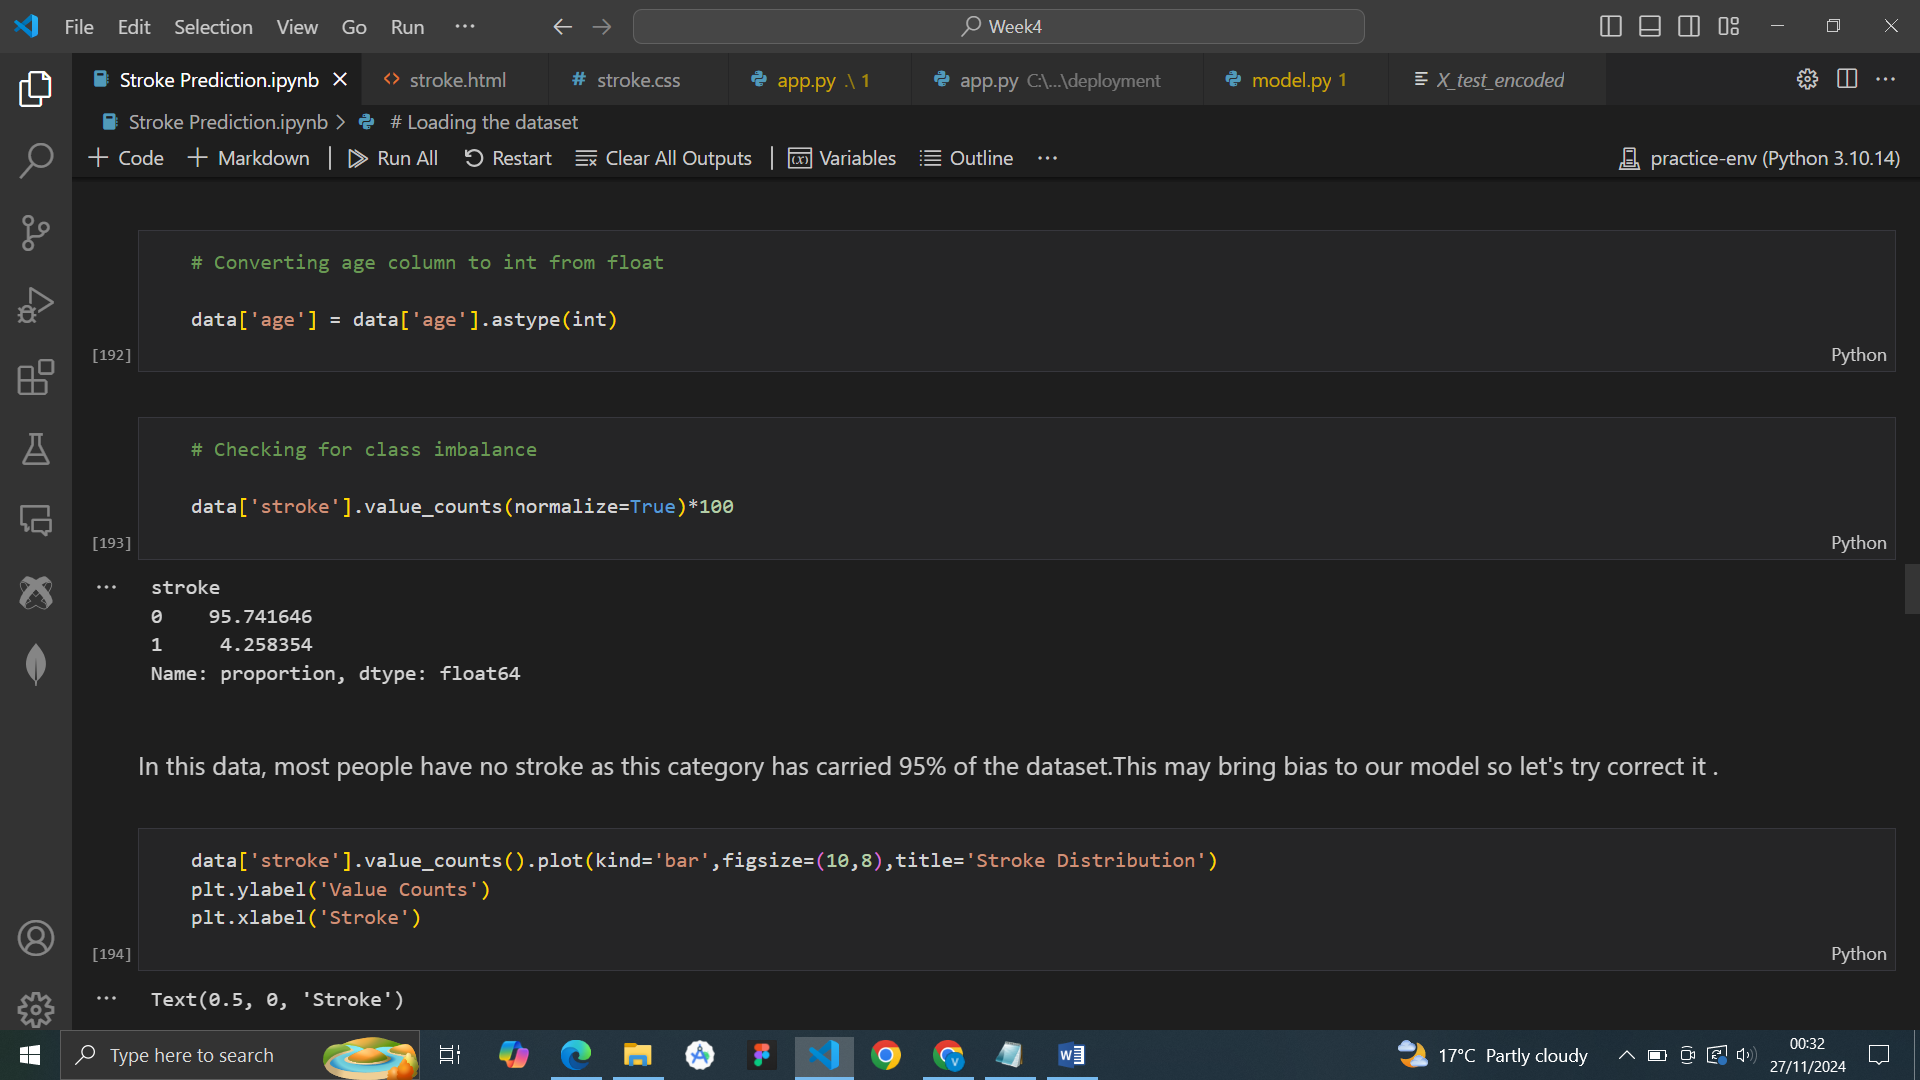 File Edit Selection View Go Run ··· Week4
Stroke Prediction.ipynb stroke.html # stroke.css app.py .\ 1 app.py C:\...\deployment model.py 1 X_test_encoded
Stroke Prediction.ipynb > # Loading the dataset
+ Code + Markdown | Run All Restart Clear All Outputs | Variables Outline ··· practice-env (Python 3.10.14)
# Converting age column to int from float
data['age'] = data['age'].astype(int)
[192] Python
# Checking for class imbalance
data['stroke'].value_counts(normalize=True)*100
[193] Python
··· stroke
0    95.741646
1     4.258354
Name: proportion, dtype: float64
In this data, most people have no stroke as this category has carried 95% of the dataset.This may bring bias to our model so let's try correct it .
data['stroke'].value_counts().plot(kind='bar',figsize=(10,8),title='Stroke Distribution')
plt.ylabel('Value Counts')
plt.xlabel('Stroke')
[194] Python
··· Text(0.5, 0, 'Stroke')
Type here to search 17°C Partly cloudy 00:32
27/11/2024